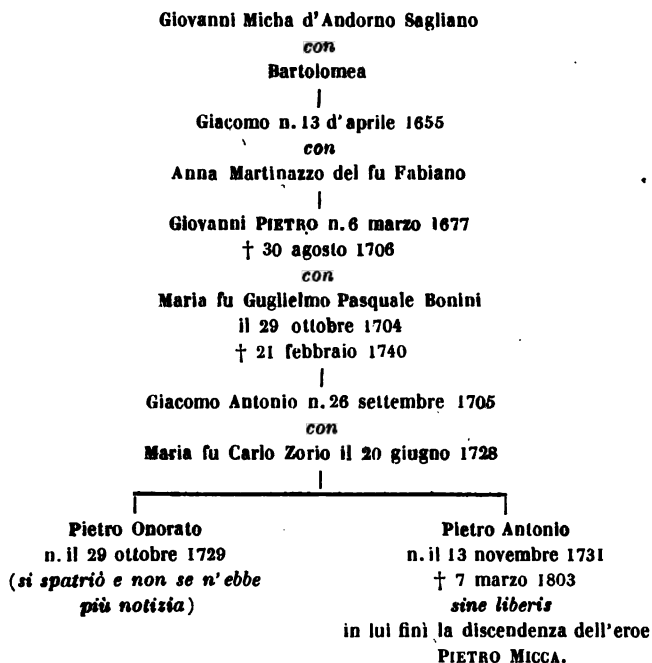 Giovanni Micha d'Andorno Sagliano
con
Bartolomea
Giacomo n. 13 d'aprile 1655
con
Anna Martinazzo del fu Fabiano
Giovanni PIETRO n. 6 marzo 1677
† 30 agosto 1706
con
Maria fu Guglielmo Pasquale Bonini
il 29 ottobre 1704
† 21 febbraio 1740
Giacomo Antonio n. 26 settembre 1705
con
Maria fu Carlo Zorio il 20 giugno 1728
Pietro Onorato
n. il 29 ottobre 1729
(si spatriò e non se n'ebbe
più notizia)
Pietro Antonio
n. il 13 novembre 1731
† 7 marzo 1803
sine liberis
in lui finì la discendenza dell'eroe
PIETRO MICCA.